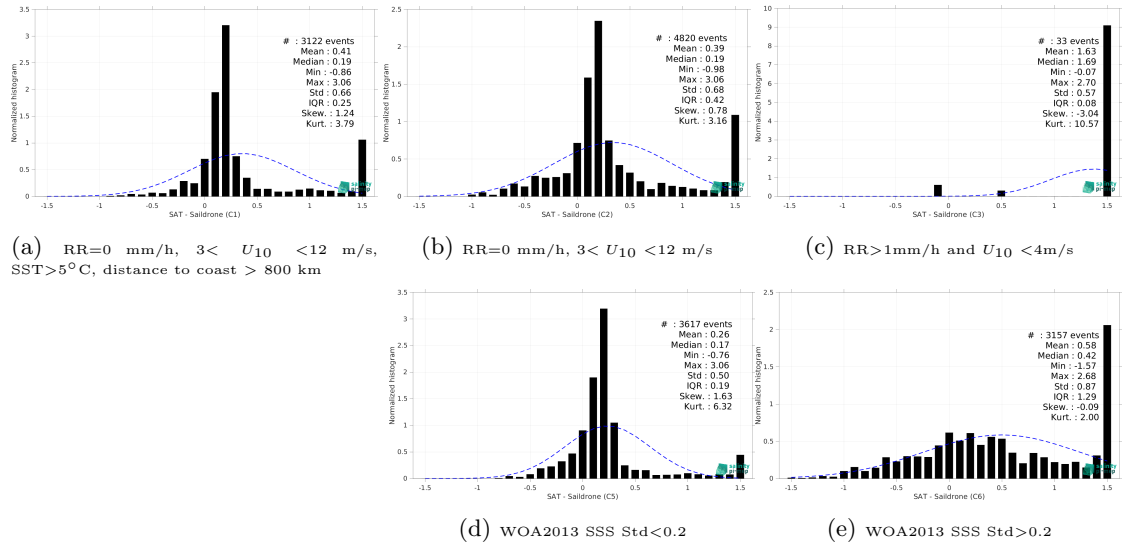 Normalized histogram
3.5
3
2.5
2
1.5
1
0.5
0
-1.5 -1 -0.5 0 0.5 1 1.5
SAT - Saildrone (C1)
# : 3122 events
Mean : 0.41
Median : 0.19
Min : -0.86
Max : 3.06
Std : 0.66
IQR : 0.25
Skew. : 1.24
Kurt. : 3.79
(a) RR=0 mm/h, 3< U10 <12 m/s,
SST>5°C, distance to coast > 800 km
Normalized histogram
2.5
2
1.5
1
0.5
0
-1.5 -1 -0.5 0 0.5 1 1.5
SAT - Saildrone (C2)
# : 4820 events
Mean : 0.39
Median : 0.19
Min : -0.98
Max : 3.06
Std : 0.68
IQR : 0.42
Skew. : 0.78
Kurt. : 3.16
(b) RR=0 mm/h, 3< U10 <12 m/s
Normalized histogram
10
9
8
7
6
5
4
3
2
1
0
-1.5 -1 -0.5 0 0.5 1 1.5
SAT - Saildrone (C3)
# : 33 events
Mean : 1.63
Median : 1.69
Min : -0.07
Max : 2.70
Std : 0.57
IQR : 0.08
Skew. : -3.04
Kurt. : 10.57
(c) RR>1mm/h and U10 <4m/s
Normalized histogram
3.5
3
2.5
2
1.5
1
0.5
0
-1.5 -1 -0.5 0 0.5 1 1.5
SAT - Saildrone (C5)
# : 3617 events
Mean : 0.26
Median : 0.17
Min : -0.76
Max : 3.06
Std : 0.50
IQR : 0.19
Skew. : 1.63
Kurt. : 6.32
(d) WOA2013 SSS Std<0.2
Normalized histogram
2.5
2
1.5
1
0.5
0
-1.5 -1 -0.5 0 0.5 1 1.5
SAT - Saildrone (C6)
# : 3157 events
Mean : 0.58
Median : 0.42
Min : -1.57
Max : 2.68
Std : 0.87
IQR : 1.29
Skew. : -0.09
Kurt. : 2.00
(e) WOA2013 SSS Std>0.2